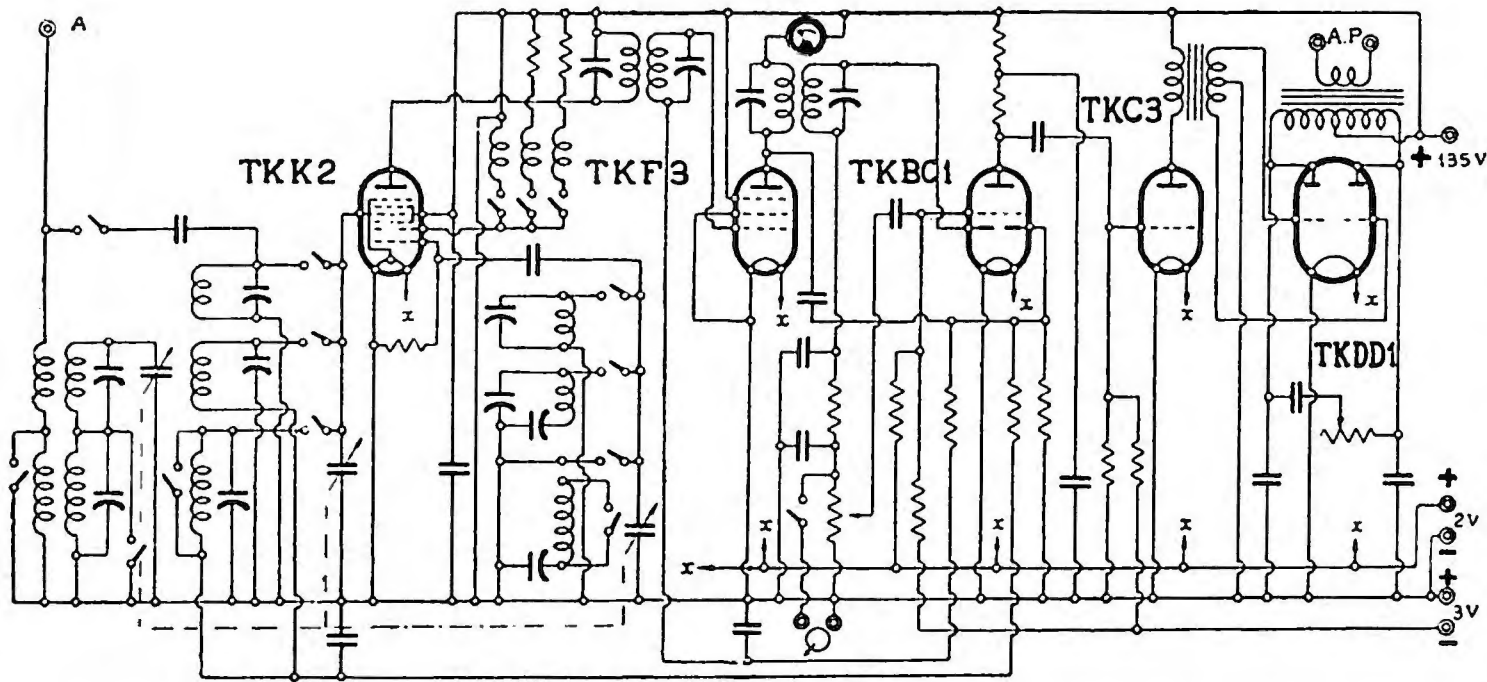 A
TKK2
TKF3
TKBC1
TKC3
A.P
+ 135V
TKDD1
x
x
x
x
x
x
x
x
x
x
+
2V
−
+
3V
−